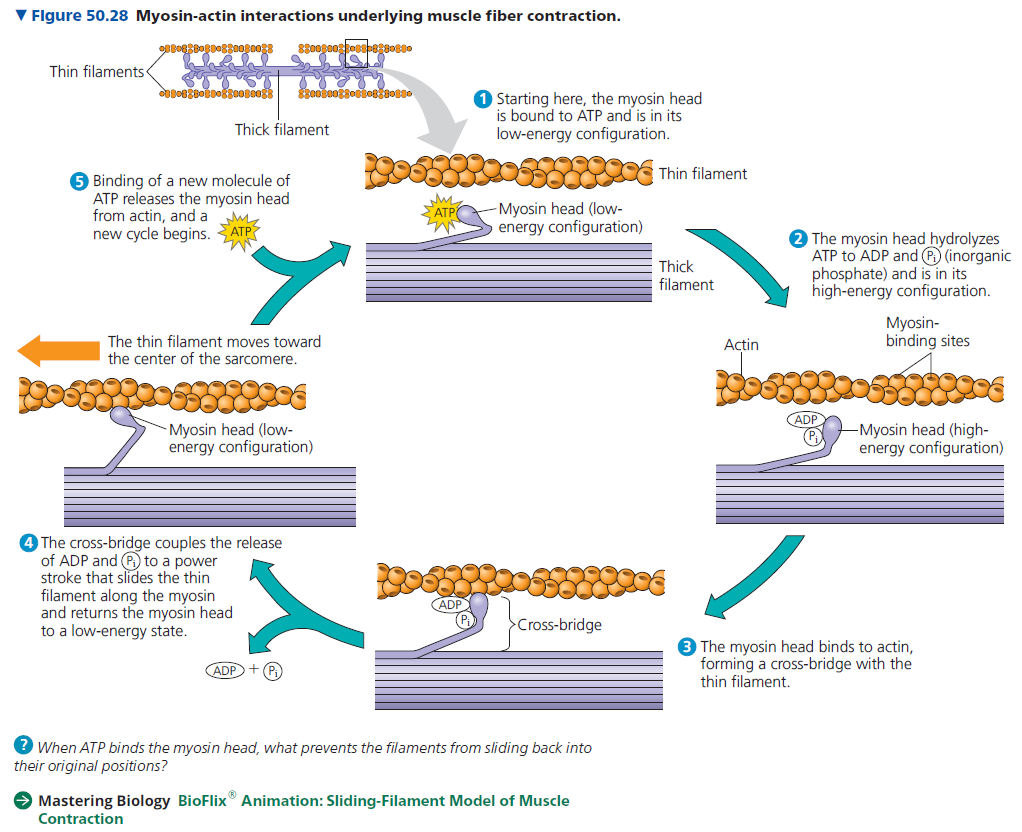 ▼ Figure 50.28 Myosin-actin interactions underlying muscle fiber contraction.
Thin filaments
Thick filament
1 Starting here, the myosin head
is bound to ATP and is in its
low-energy configuration.
Thin filament
5 Binding of a new molecule of
ATP releases the myosin head
from actin, and a
new cycle begins.
ATP
ATP
Myosin head (low-
energy configuration)
Thick
filament
2 The myosin head hydrolyzes
ATP to ADP and Pi (inorganic
phosphate) and is in its
high-energy configuration.
The thin filament moves toward
the center of the sarcomere.
Myosin head (low-
energy configuration)
Actin
Myosin-
binding sites
ADP
Pi
Myosin head (high-
energy configuration)
4 The cross-bridge couples the release
of ADP and Pi to a power
stroke that slides the thin
filament along the myosin
and returns the myosin head
to a low-energy state.
ADP + Pi
ADP
Pi
Cross-bridge
3 The myosin head binds to actin,
forming a cross-bridge with the
thin filament.
? When ATP binds the myosin head, what prevents the filaments from sliding back into
their original positions?
Mastering Biology BioFlix® Animation: Sliding-Filament Model of Muscle
Contraction